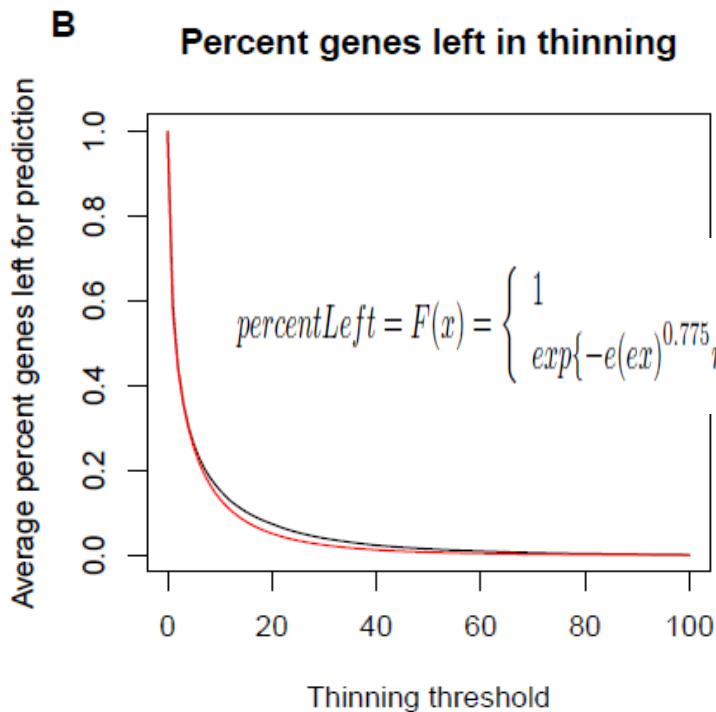 B
Percent genes left in thinning
Average percent genes left for prediction
1.0
0.8
0.6
0.4
0.2
0.0
percentLeft = F(x) = { 1
exp{−e(ex)^0.775
0 20 40 60 80 100
Thinning threshold